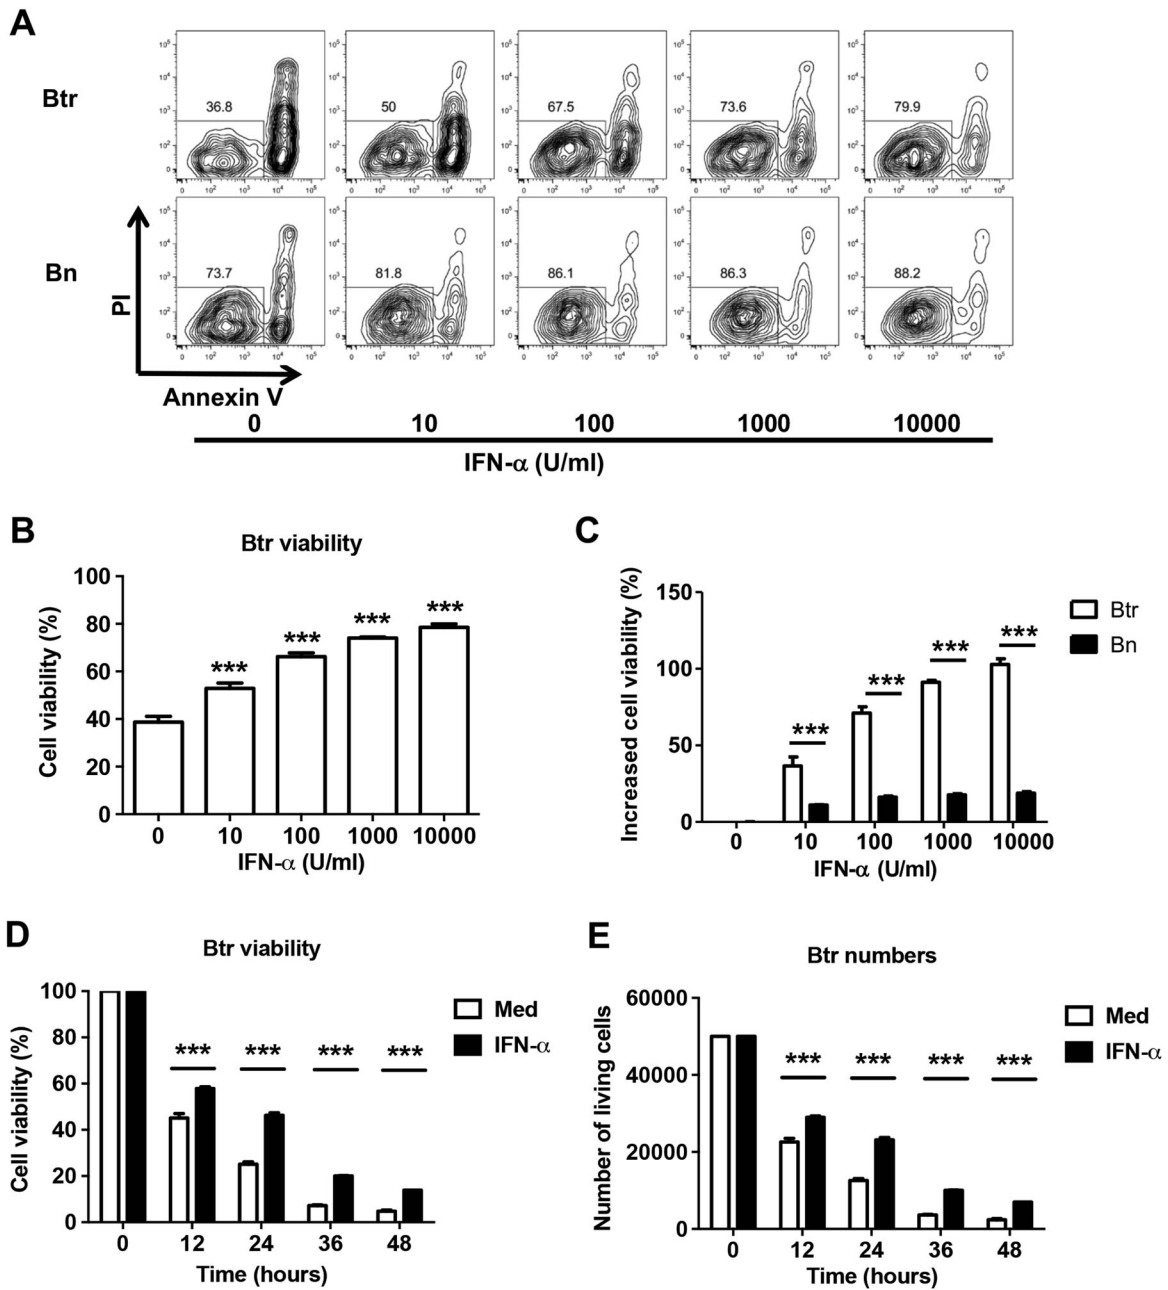 A
Btr
36.8
50
67.5
73.6
79.9
Bn
73.7
81.8
86.1
86.3
88.2
PI
Annexin V
0 10 100 1000 10000
IFN-α (U/ml)
B
Btr viability
Cell viability (%)
100
80
60
40
20
0
*** *** *** ***
0 10 100 1000 10000
IFN-α (U/ml)
C
Increased cell viability (%)
150
100
50
0
*** *** *** ***
0 10 100 1000 10000
IFN-α (U/ml)
Btr
Bn
D
Btr viability
Cell viability (%)
100
80
60
40
20
0
*** *** *** ***
0 12 24 36 48
Time (hours)
Med
IFN-α
E
Btr numbers
Number of living cells
60000
40000
20000
0
*** *** *** ***
0 12 24 36 48
Time (hours)
Med
IFN-α